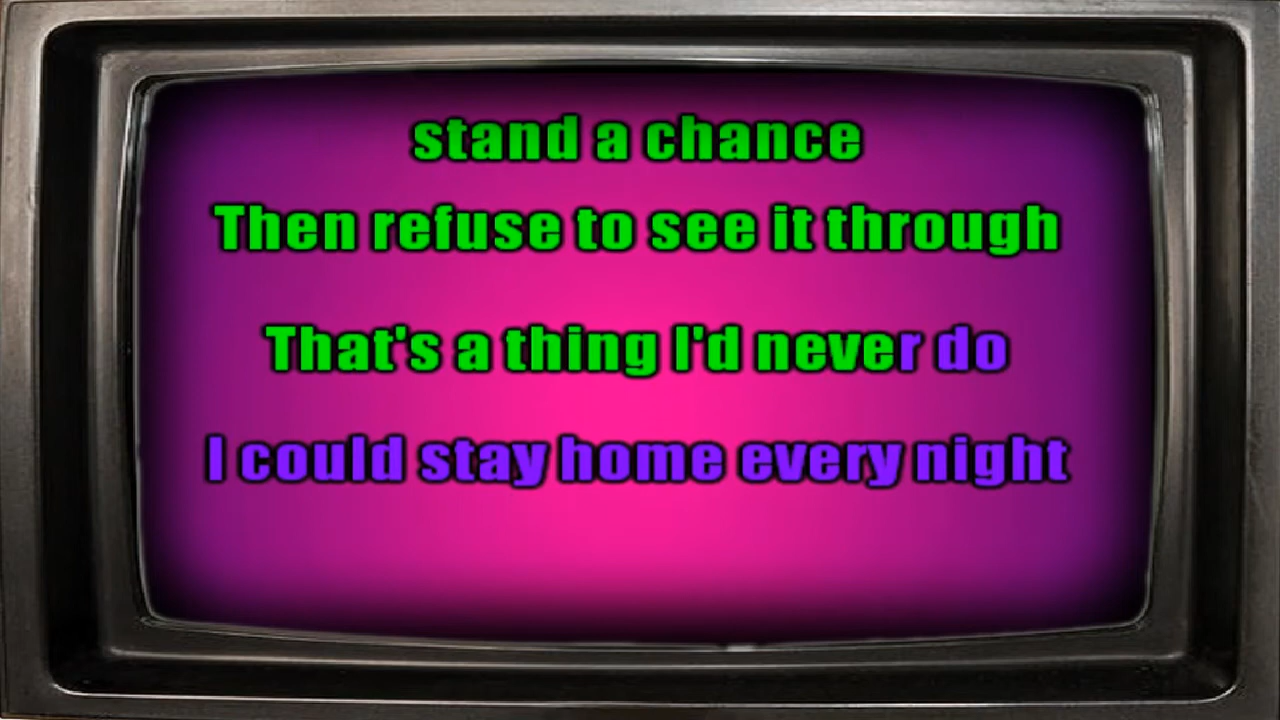 stand a chance
Then refuse to see it through
That's a thing I'd never do
I could stay home every night